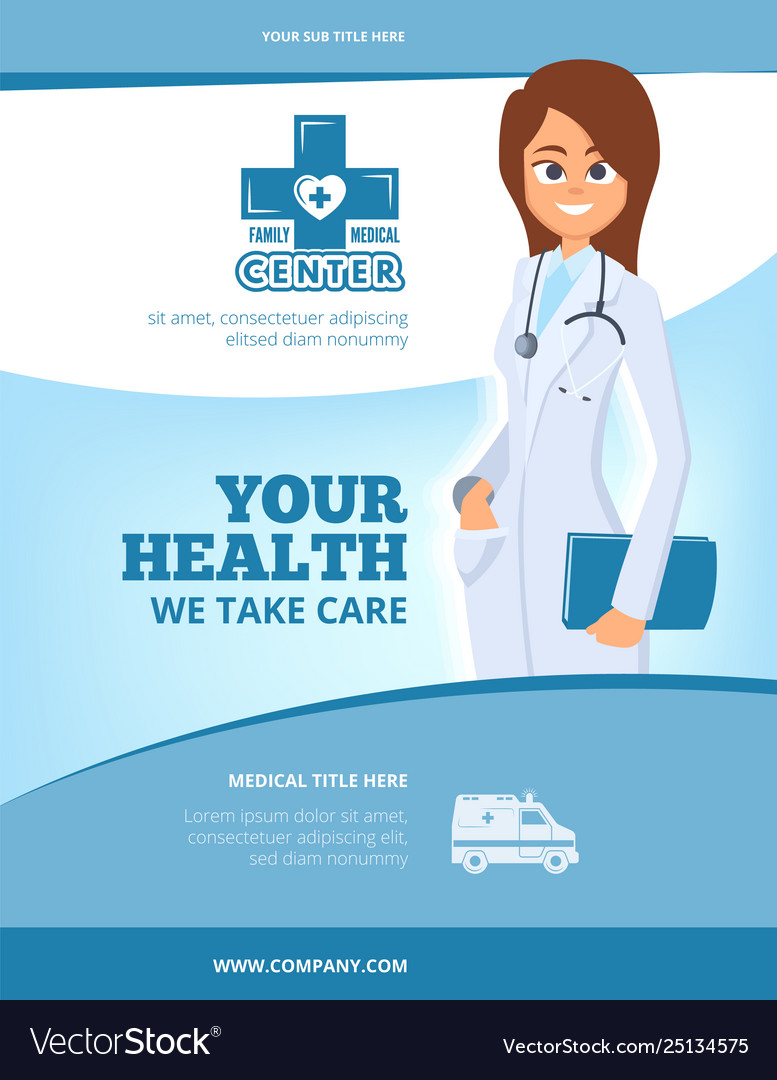 YOUR SUB TITLE HERE
FAMILY MEDICAL
CENTER
sit amet, consectetuer adipiscing
elitsed diam nonummy
YOUR
HEALTH
WE TAKE CARE
MEDICAL TITLE HERE
Lorem ipsum dolor sit amet,
consectetuer adipiscing elit,
sed diam nonummy
WWW.COMPANY.COM
VectorStock®
VectorStock.com/25134575